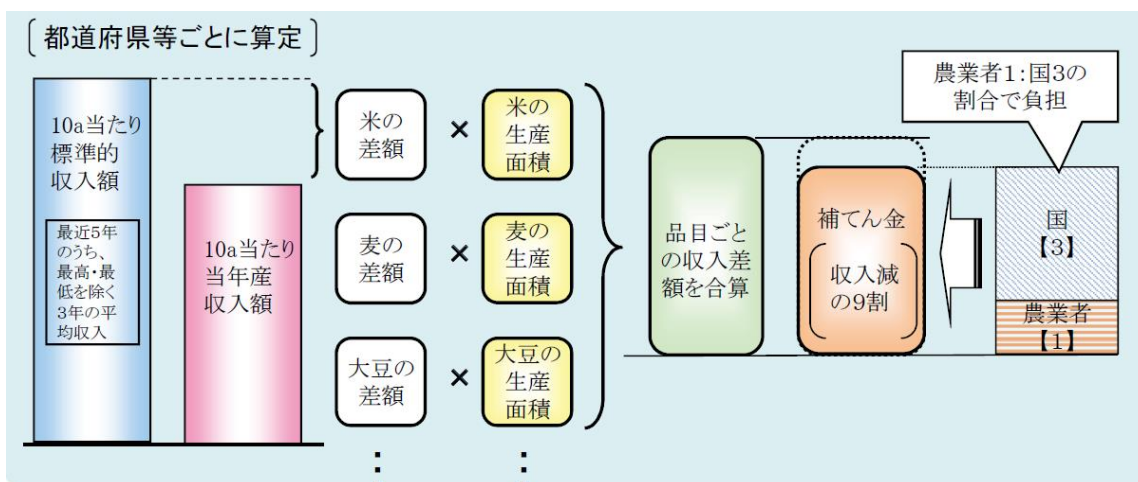 〔都道府県等ごとに算定〕
10a当たり
標準的
収入額
最近5年
のうち、
最高・最
低を除く
3年の平
均収入
10a当たり
当年産
収入額
米の
差額
×
米の
生産
面積
麦の
差額
×
麦の
生産
面積
大豆の
差額
×
大豆の
生産
面積
:
:
品目ごと
の収入差
額を合算
補てん金
収入減
の9割
農業者1:国3の
割合で負担
国
【3】
農業者
【1】